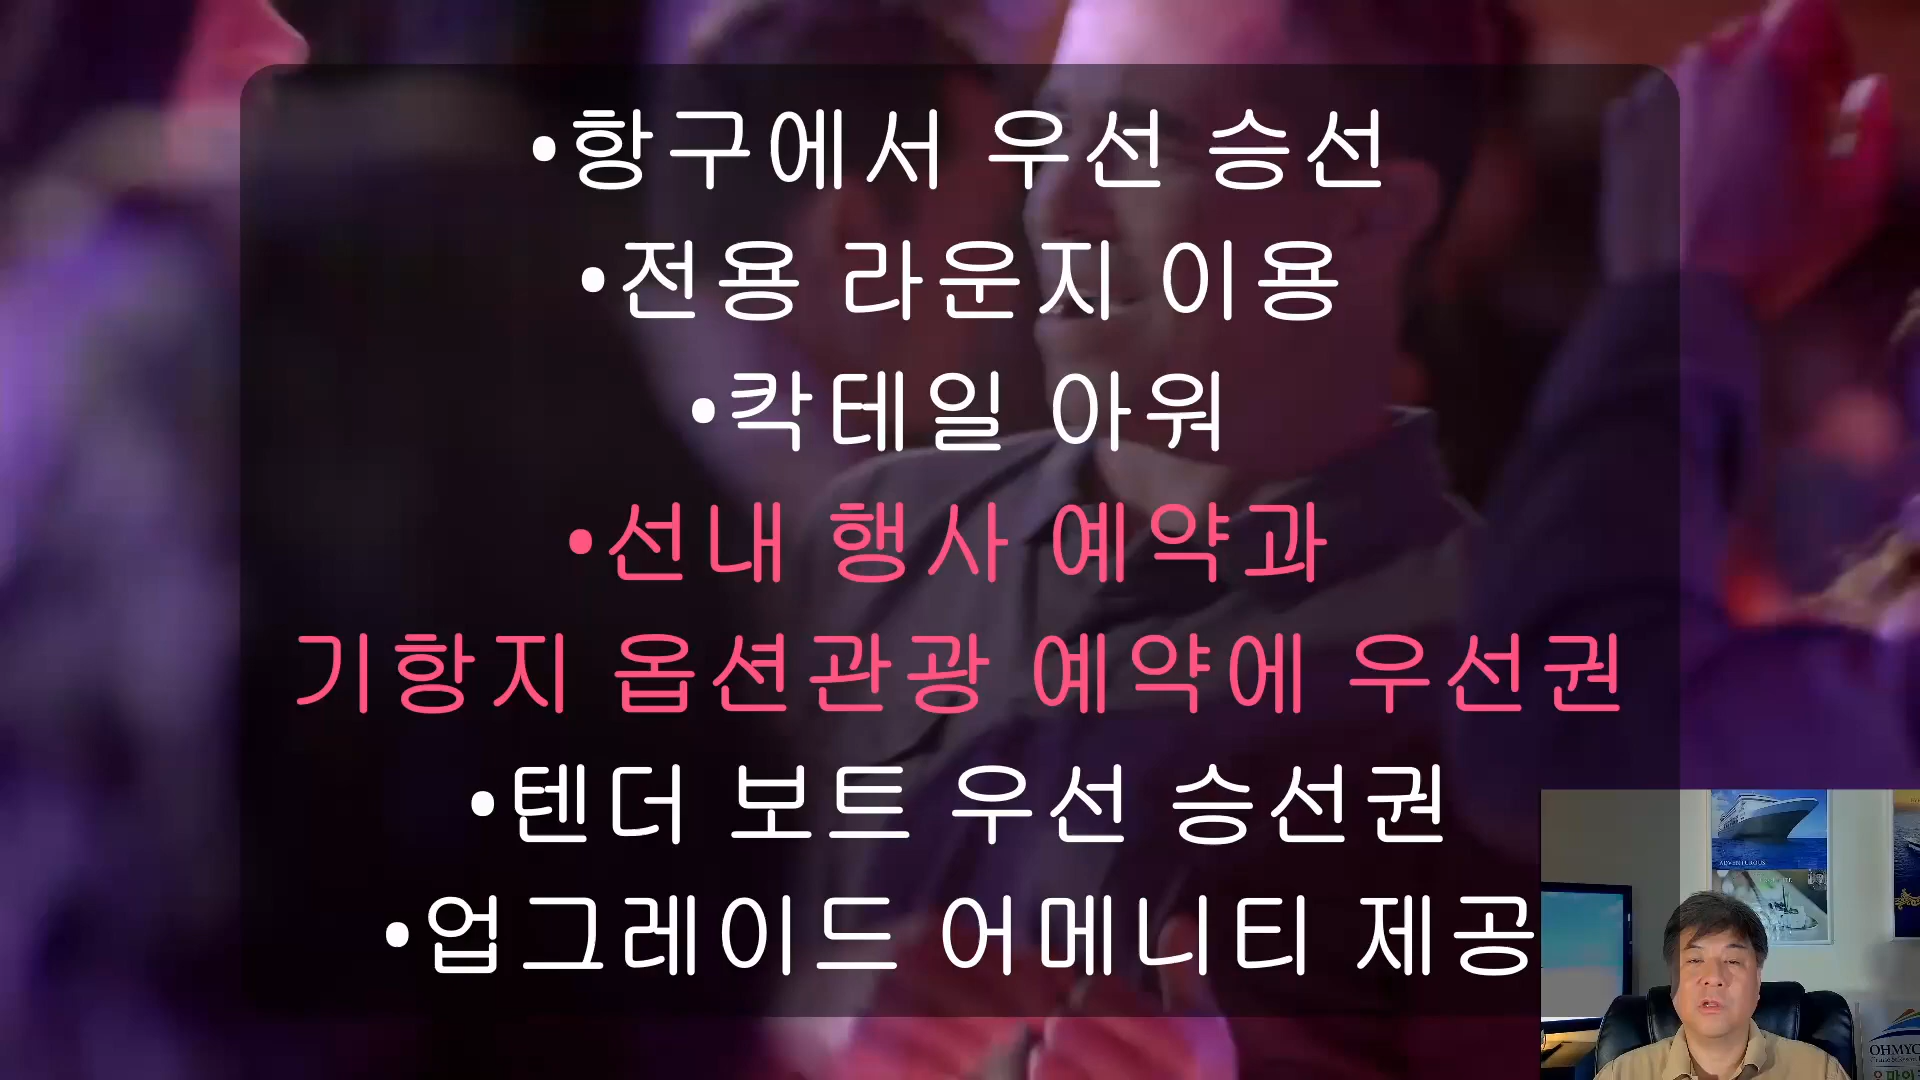 •항구에서 우선 승선
•전용 라운지 이용
•칵테일 아워
•선내 행사 예약과
기항지 옵션관광 예약에 우선권
•텐더 보트 우선 승선권
•업그레이드 어메니티 제공
ADVENTUROUS
OHMYC